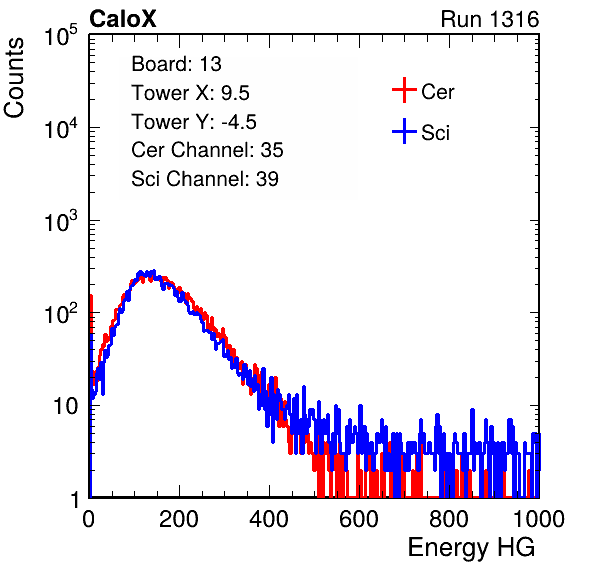 CaloX Run 1316
Counts
Board: 13
Tower X: 9.5
Tower Y: -4.5
Cer Channel: 35
Sci Channel: 39
Cer
Sci
10^5
10^4
10^3
10^2
10
1
0 200 400 600 800 1000
Energy HG